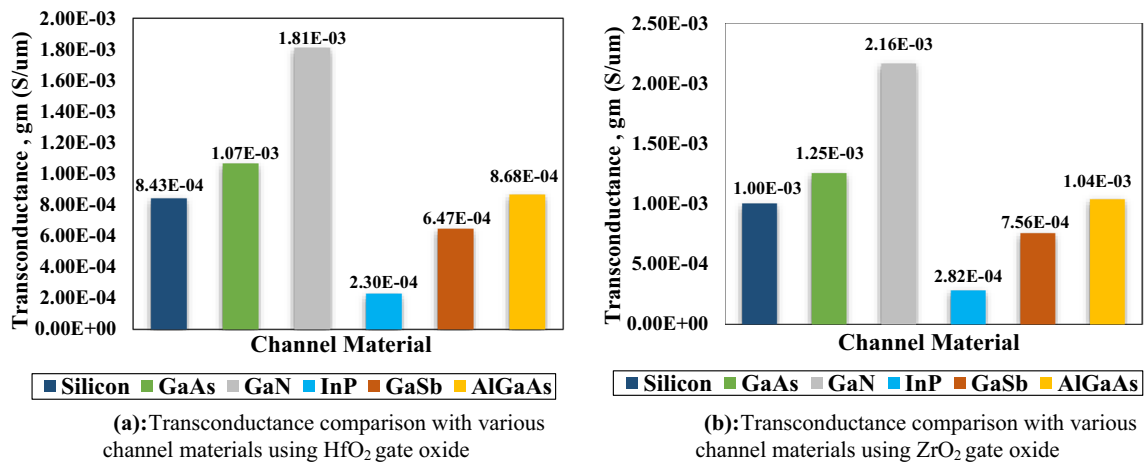 Transconductance , gm (S/um)
2.00E-03
1.80E-03
1.60E-03
1.40E-03
1.20E-03
1.00E-03
8.00E-04
6.00E-04
4.00E-04
2.00E-04
0.00E+00
8.43E-04
1.07E-03
1.81E-03
2.30E-04
6.47E-04
8.68E-04
Channel Material
Silicon GaAs GaN InP GaSb AlGaAs
(a):Transconductance comparison with various
channel materials using HfO₂ gate oxide
Transconductance , gm (S/um)
2.50E-03
2.00E-03
1.50E-03
1.00E-03
5.00E-04
0.00E+00
1.00E-03
1.25E-03
2.16E-03
2.82E-04
7.56E-04
1.04E-03
Channel Material
Silicon GaAs GaN InP GaSb AlGaAs
(b):Transconductance comparison with various
channel materials using ZrO₂ gate oxide